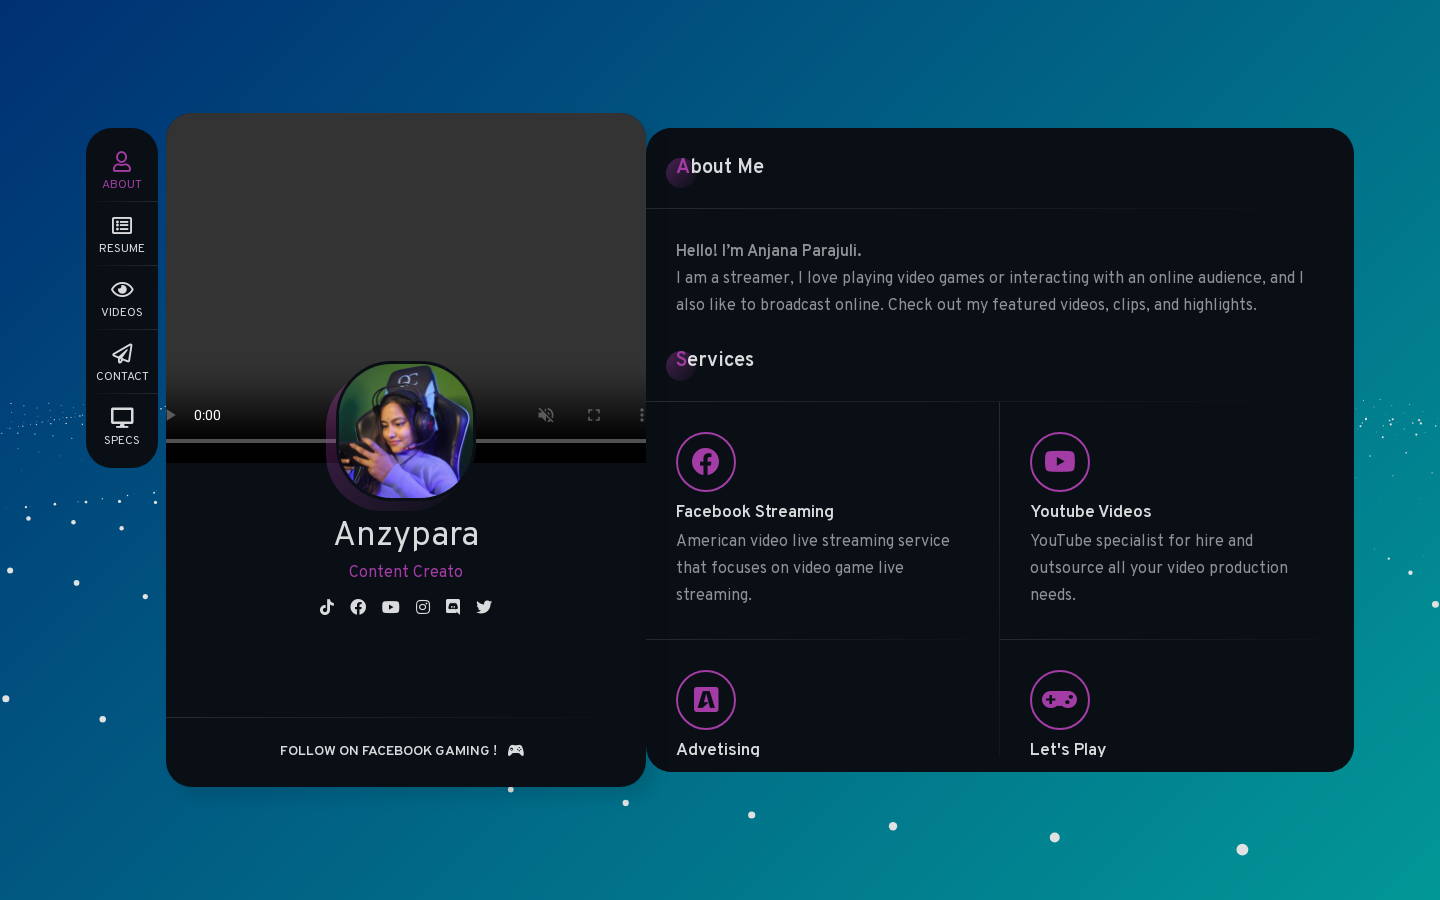 ABOUT
RESUME
VIDEOS
CONTACT
SPECS
0:00
Anzypara
Content Creato
FOLLOW ON FACEBOOK GAMING !
About Me
Hello! I'm Anjana Parajuli.
I am a streamer, I love playing video games or interacting with an online audience, and I
also like to broadcast online. Check out my featured videos, clips, and highlights.
Services
Facebook Streaming
American video live streaming service
that focuses on video game live
streaming.
Youtube Videos
YouTube specialist for hire and
outsource all your video production
needs.
Advetising
Let's Play